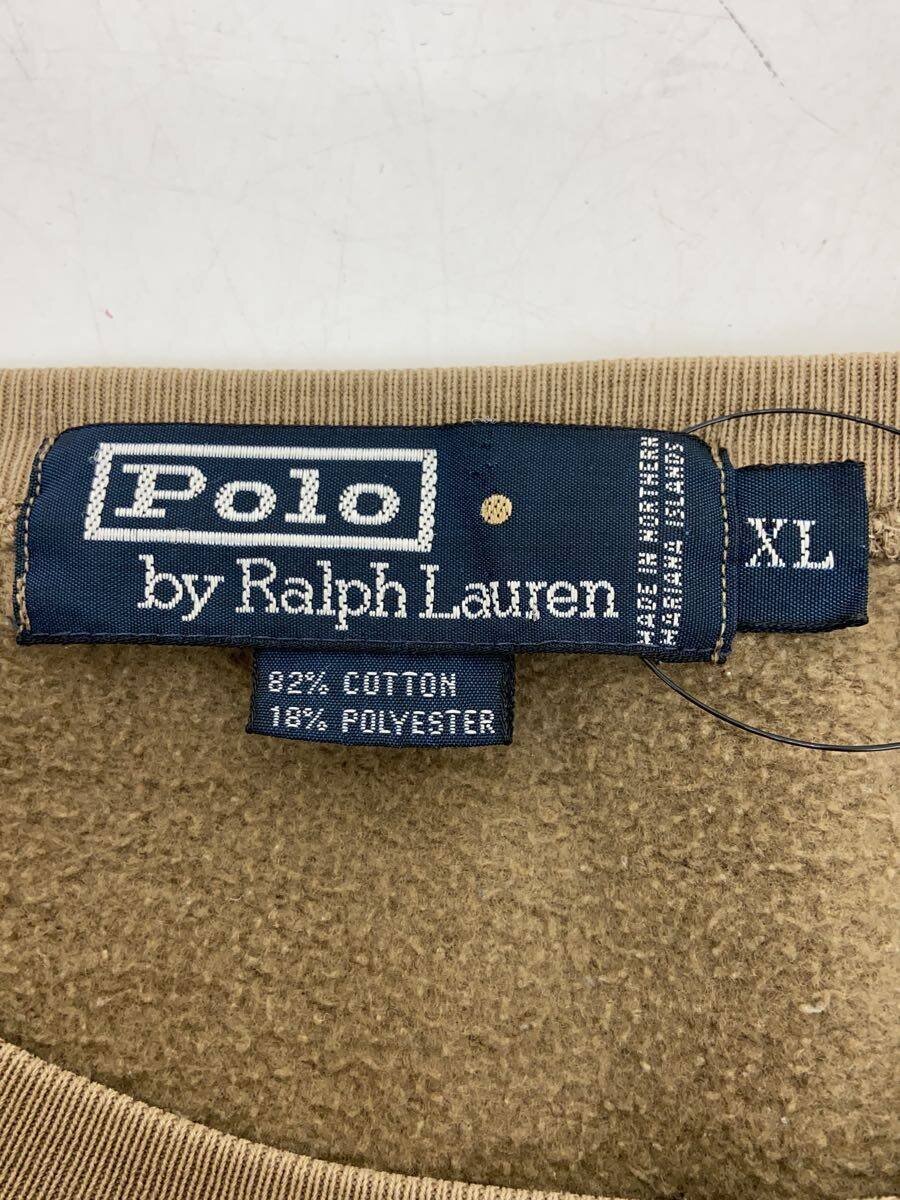 Polo
by Ralph Lauren
MADE IN NORTHERN
MARIANA ISLANDS
XL
82% COTTON
18% POLYESTER